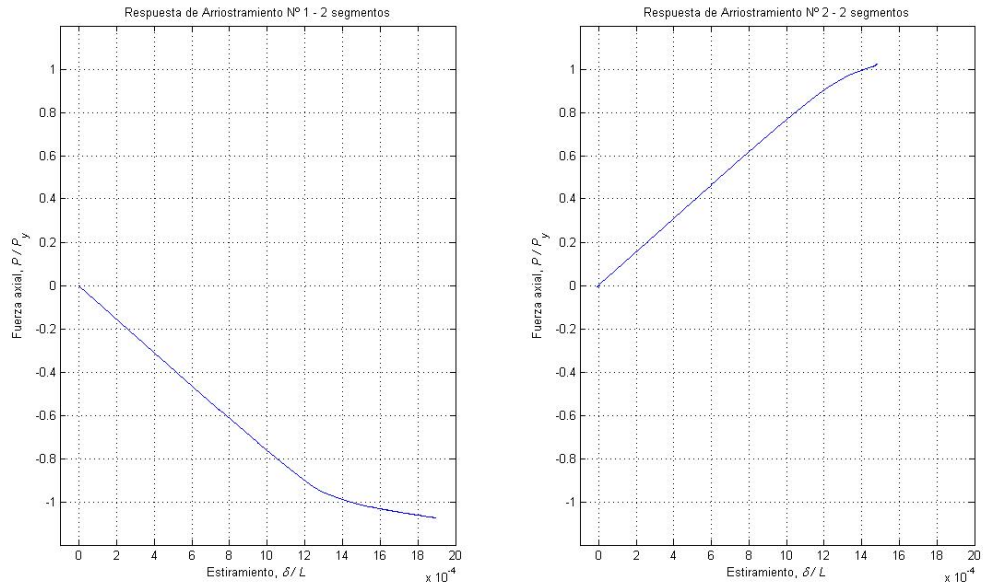 Respuesta de Arriostramiento Nº 1 - 2 segmentos
1
0.8
0.6
0.4
0.2
0
-0.2
-0.4
-0.6
-0.8
-1
Fuerza axial, P / Py
0 2 4 6 8 10 12 14 16 18 20
Estiramiento, δ / L
x 10-4
Respuesta de Arriostramiento Nº 2 - 2 segmentos
1
0.8
0.6
0.4
0.2
0
-0.2
-0.4
-0.6
-0.8
-1
Fuerza axial, P / Py
0 2 4 6 8 10 12 14 16 18 20
Estiramiento, δ / L
x 10-4